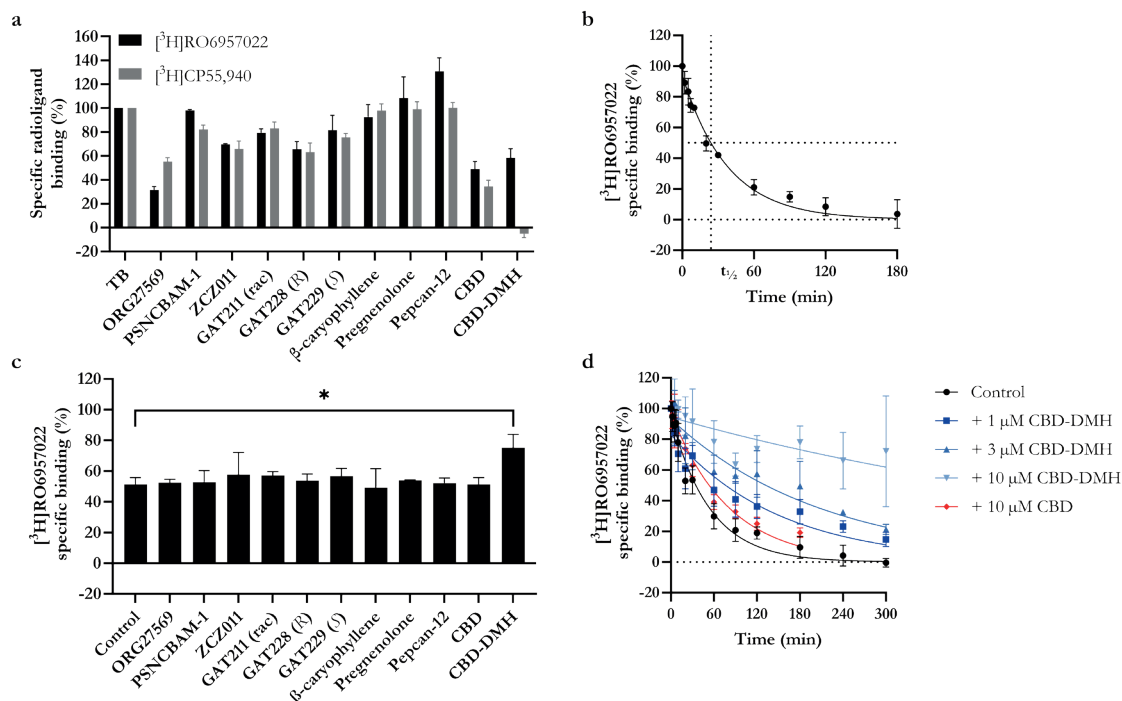 a
[³H]RO6957022
[³H]CP55,940
Specific radioligand
binding (%)
160
140
120
100
80
60
40
20
0
-20
TB
ORG27569
PSNCBAM-1
ZCZ011
GAT211 (rac)
GAT228 (R)
GAT229 (S)
β-caryophyllene
Pregnenolone
Pepcan-12
CBD
CBD-DMH
b
[³H]RO6957022
specific binding (%)
120
100
80
60
40
20
0
-20
0
t½
60
120
180
Time (min)
c
[³H]RO6957022
specific binding (%)
120
100
80
60
40
20
0
-20
*
Control
ORG27569
PSNCBAM-1
ZCZ011
GAT211 (rac)
GAT228 (R)
GAT229 (S)
ß-caryophyllene
Pregnenolone
Pepcan-12
CBD
CBD-DMH
d
[³H]RO6957022
specific binding (%)
120
100
80
60
40
20
0
-20
0
60
120
180
240
300
Time (min)
Control
+ 1 µM CBD-DMH
+ 3 µM CBD-DMH
+ 10 µM CBD-DMH
+ 10 µM CBD